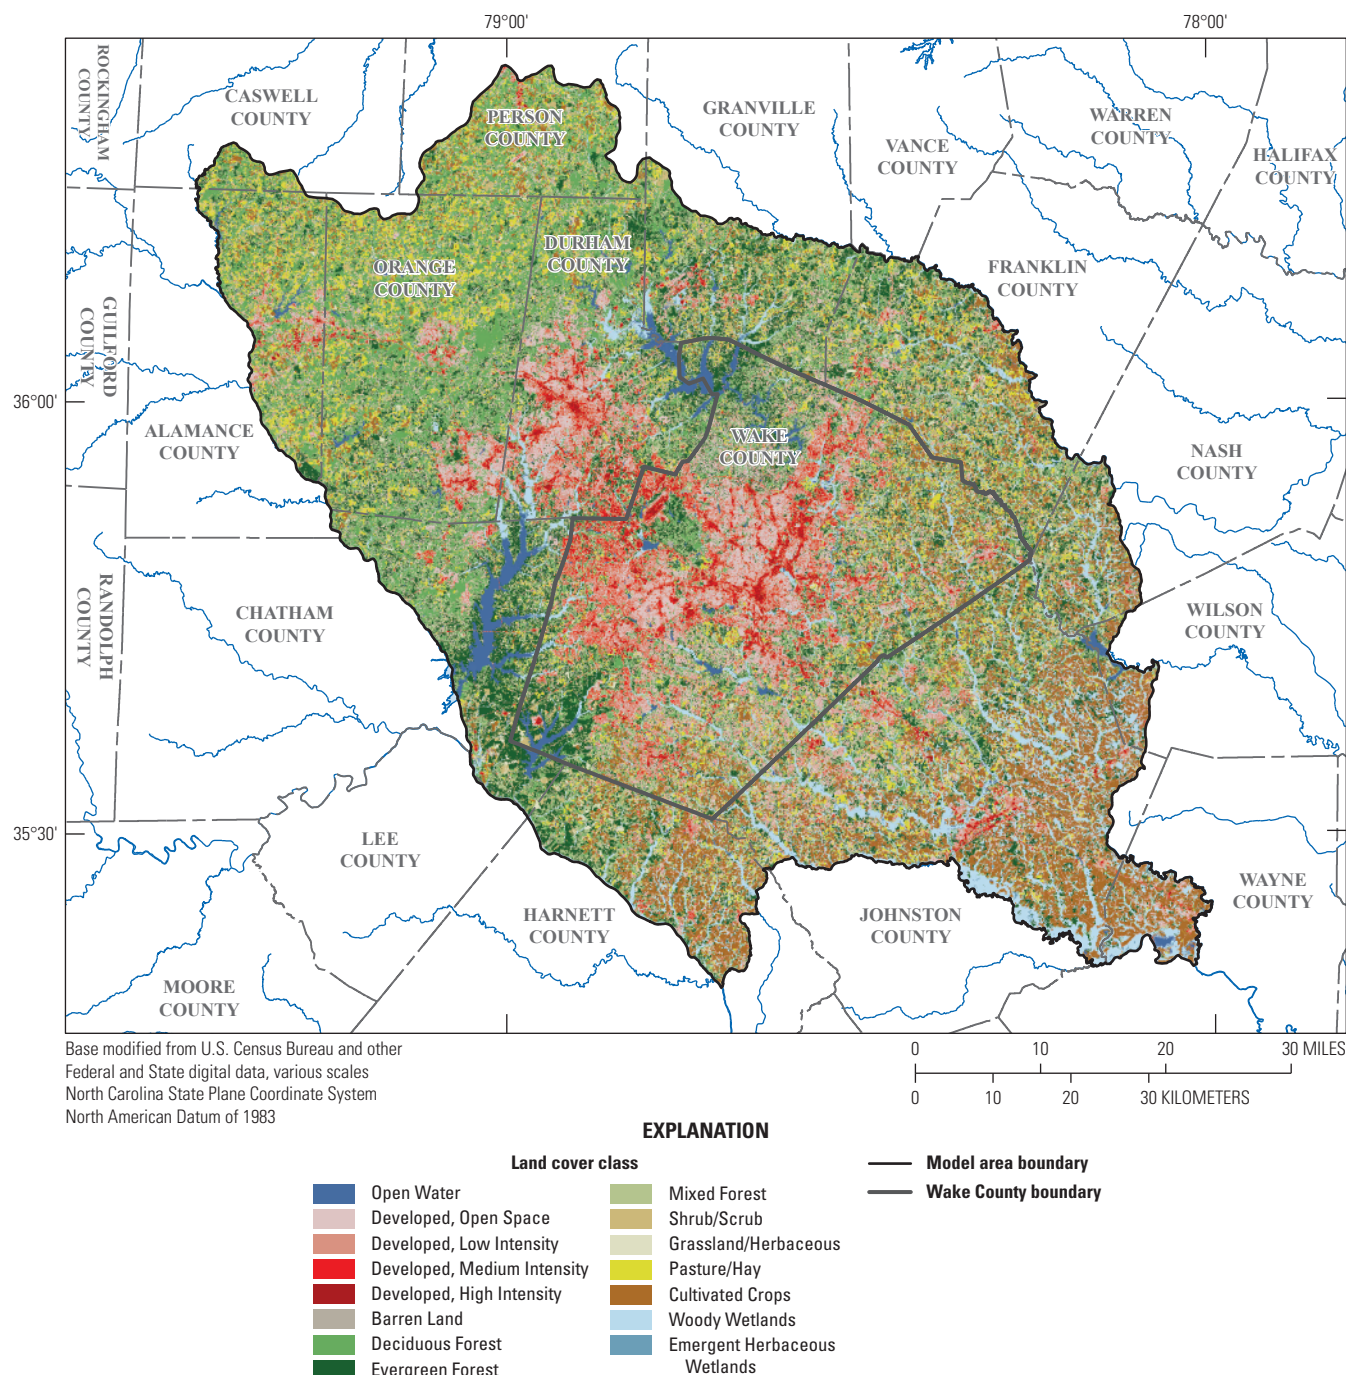 79°00'
78°00'
ROCKINGHAM
COUNTY
CASWELL
COUNTY
PERSON
COUNTY
GRANVILLE
COUNTY
VANCE
COUNTY
WARREN
COUNTY
HALIFAX
COUNTY
ORANGE
COUNTY
DURHAM
COUNTY
FRANKLIN
COUNTY
GUILFORD
COUNTY
36°00'
ALAMANCE
COUNTY
WAKE
COUNTY
NASH
COUNTY
RANDOLPH
COUNTY
CHATHAM
COUNTY
WILSON
COUNTY
35°30'
LEE
COUNTY
HARNETT
COUNTY
JOHNSTON
COUNTY
WAYNE
COUNTY
MOORE
COUNTY
Base modified from U.S. Census Bureau and other
Federal and State digital data, various scales
North Carolina State Plane Coordinate System
North American Datum of 1983
0 10 20 30 MILES
0 10 20 30 KILOMETERS
EXPLANATION
Land cover class
Open Water
Developed, Open Space
Developed, Low Intensity
Developed, Medium Intensity
Developed, High Intensity
Barren Land
Deciduous Forest
Evergreen Forest
Mixed Forest
Shrub/Scrub
Grassland/Herbaceous
Pasture/Hay
Cultivated Crops
Woody Wetlands
Emergent Herbaceous
Wetlands
Model area boundary
Wake County boundary